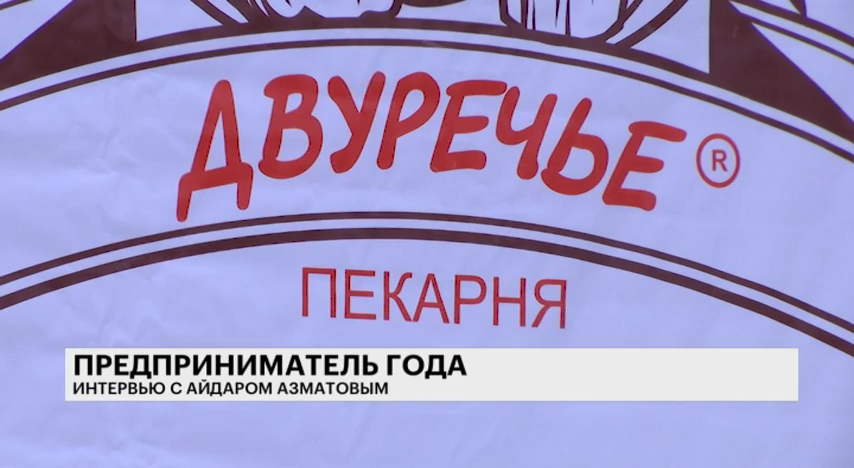 ДВУРЕЧЬЕ ®
ПЕКАРНЯ
ПРЕДПРИНИМАТЕЛЬ ГОДА
ИНТЕРВЬЮ С АЙДАРОМ АЗМАТОВЫМ